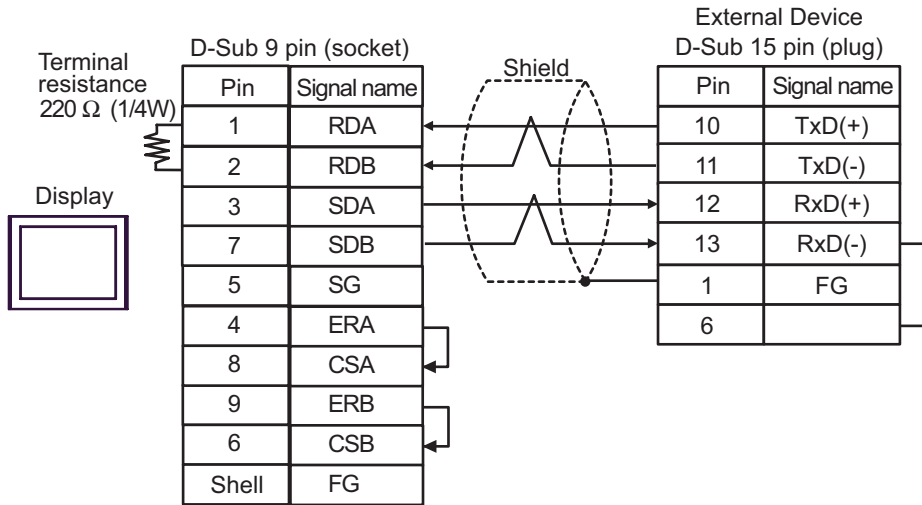 External Device
D-Sub 9 pin (socket)
D-Sub 15 pin (plug)
Terminal
resistance
220 Ω (1/4W)
Shield
Display
Pin Signal name
1 RDA
2 RDB
3 SDA
7 SDB
5 SG
4 ERA
8 CSA
9 ERB
6 CSB
Shell FG
Pin Signal name
10 TxD(+)
11 TxD(-)
12 RxD(+)
13 RxD(-)
1 FG
6